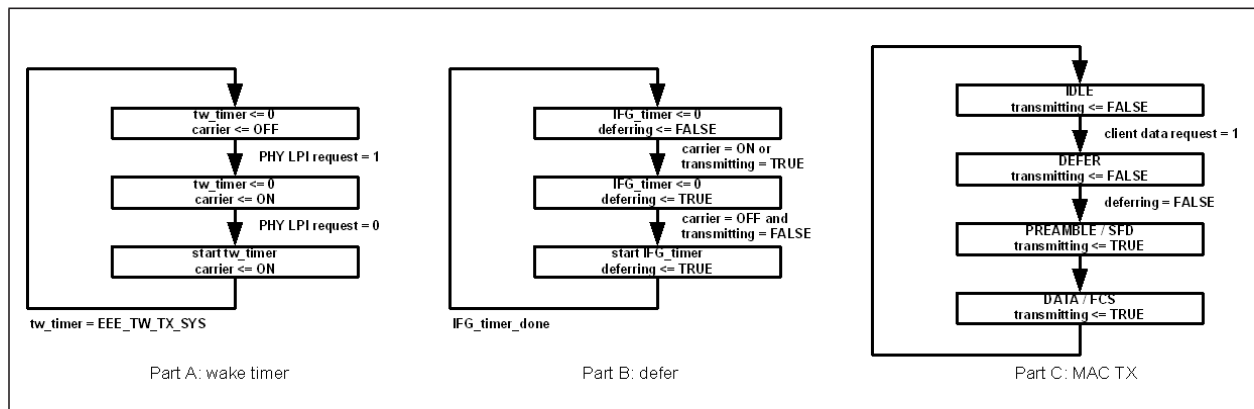 tw_timer <= 0
carrier <= OFF
PHY LPI request = 1
tw_timer <= 0
carrier <= ON
PHY LPI request = 0
start tw_timer
carrier <= ON
tw_timer = EEE_TW_TX_SYS
Part A: wake timer
IFG_timer <= 0
deferring <= FALSE
carrier = ON or
transmitting = TRUE
IFG_timer <= 0
deferring <= TRUE
carrier = OFF and
transmitting = FALSE
start IFG_timer
deferring <= TRUE
IFG_timer_done
Part B: defer
IDLE
transmitting <= FALSE
client data request = 1
DEFER
transmitting <= FALSE
deferring = FALSE
PREAMBLE / SFD
transmitting <= TRUE
DATA / FCS
transmitting <= TRUE
Part C: MAC TX